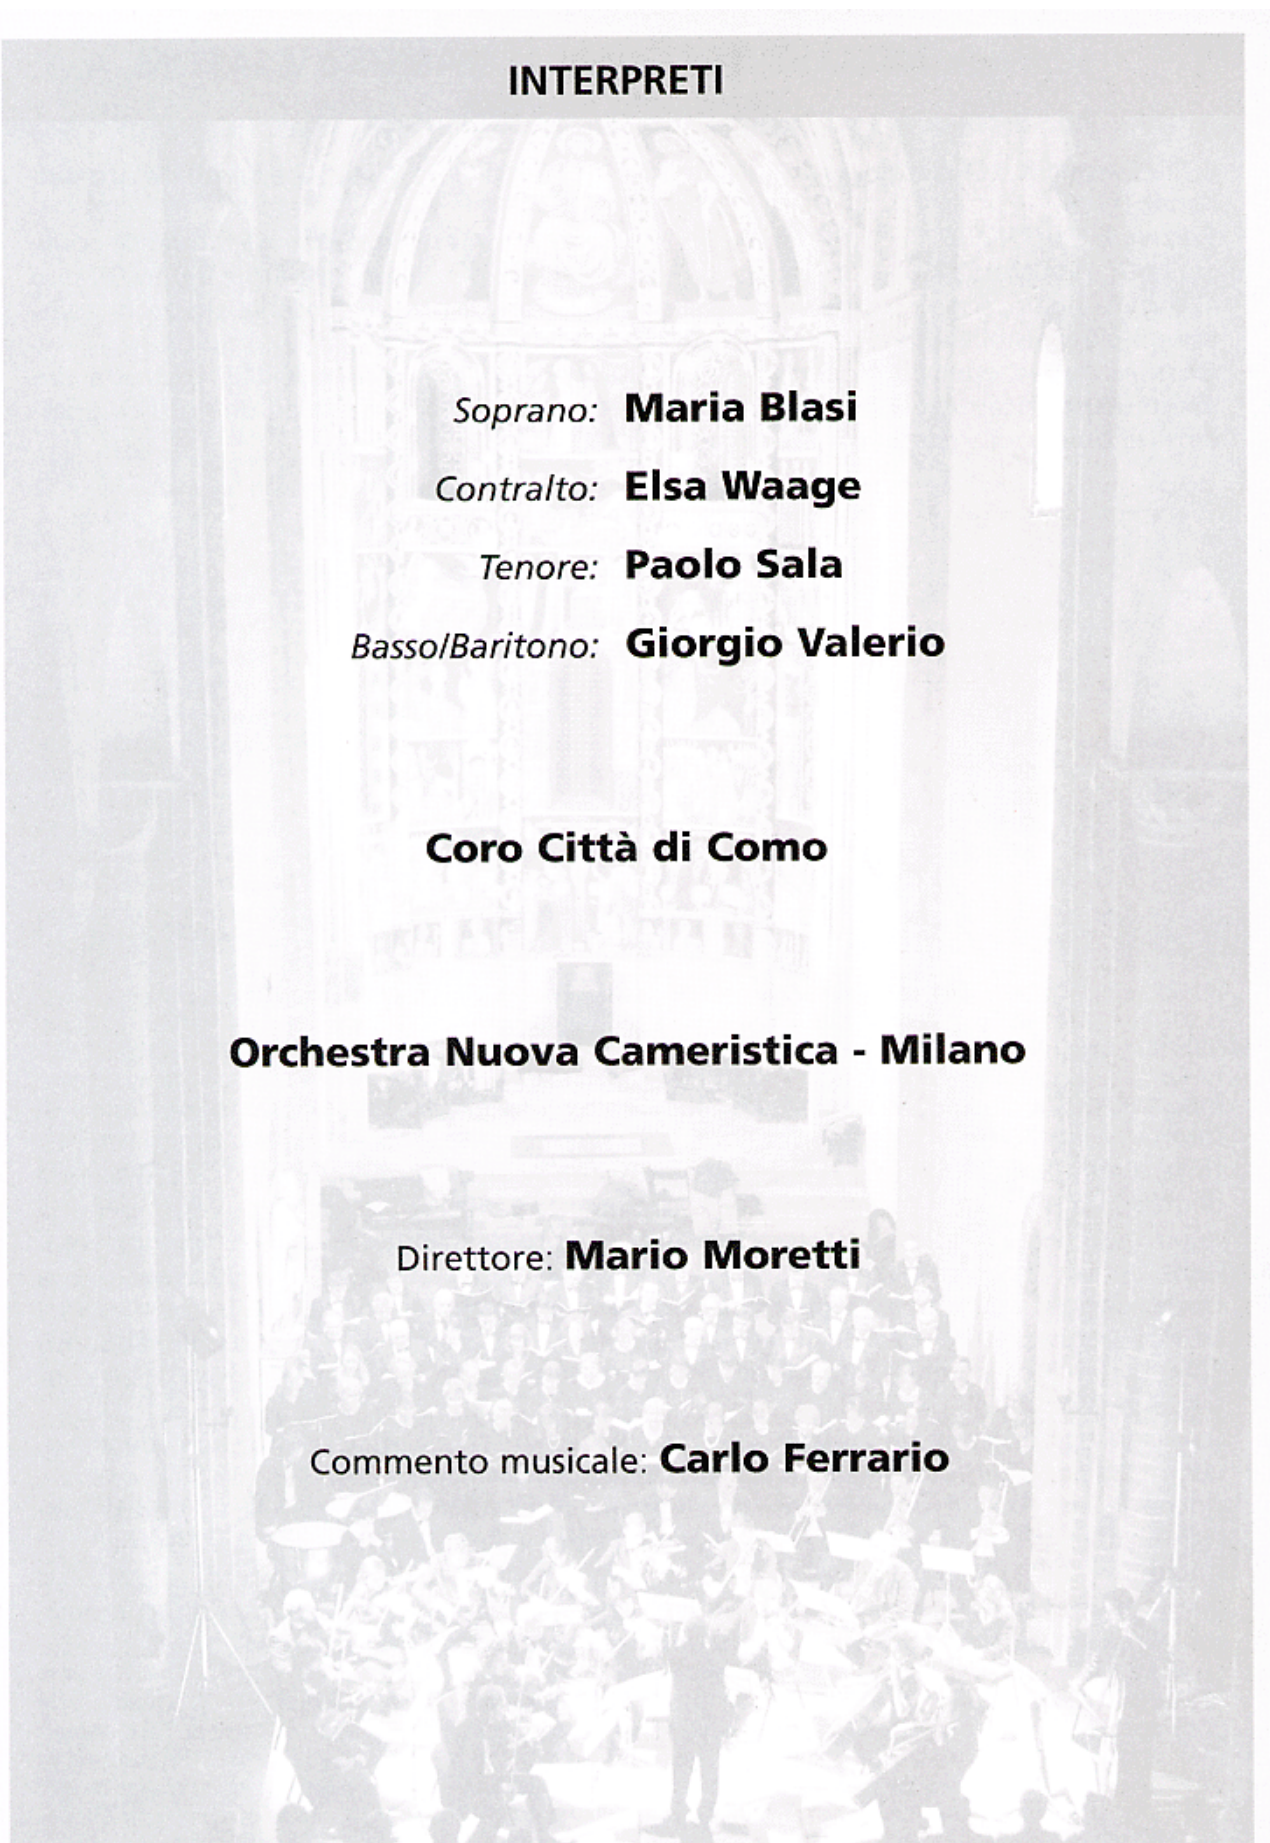 INTERPRETI
Soprano: Maria Blasi
Contralto: Elsa Waage
Tenore: Paolo Sala
Basso/Baritono: Giorgio Valerio
Coro Città di Como
Orchestra Nuova Cameristica - Milano
Direttore: Mario Moretti
Commento musicale: Carlo Ferrario